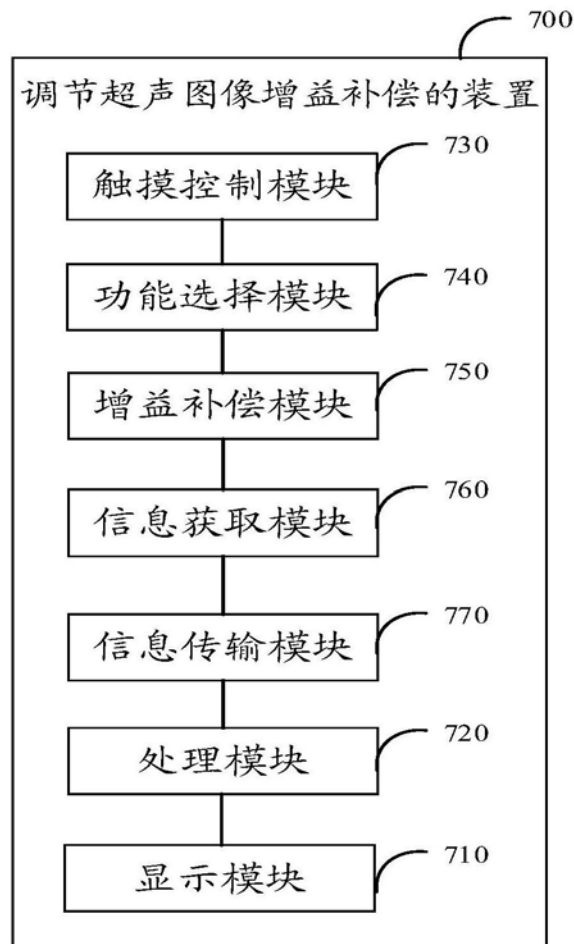 700
调节超声图像增益补偿的装置
730
触摸控制模块
740
功能选择模块
750
增益补偿模块
760
信息获取模块
770
信息传输模块
720
处理模块
710
显示模块